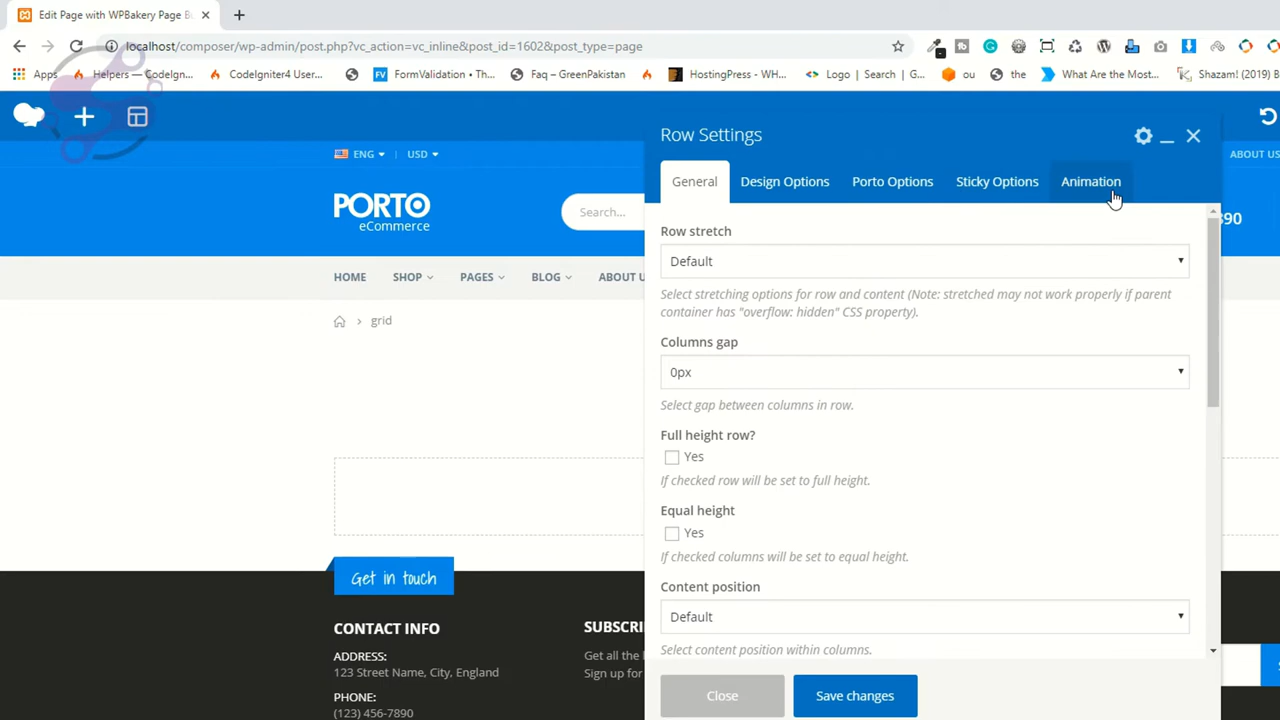 Edit Page with WPBakery Page Bu
localhost/composer/wp-admin/post.php?vc_action=vc_inline&post_id=1602&post_type=page
Apps Helpers — CodeIgn... CodeIgniter4 User... FormValidation • Th... Faq – GreenPakistan HostingPress - WH... Logo | Search | G... ou the What Are the Most... Shazam! (2019) B
Row Settings
General Design Options Porto Options Sticky Options Animation
ENG USD ABOUT US
PORTO
eCommerce
Search...
890
HOME SHOP PAGES BLOG ABOUT U
grid
Row stretch
Default
Select stretching options for row and content (Note: stretched may not work properly if parent
container has "overflow: hidden" CSS property).
Columns gap
0px
Select gap between columns in row.
Full height row?
Yes
If checked row will be set to full height.
Equal height
Yes
If checked columns will be set to equal height.
Content position
Default
Select content position within columns.
Close Save changes
Get in touch
CONTACT INFO
ADDRESS:
123 Street Name, City, England
PHONE:
(123) 456-7890
SUBSCRI
Get all the
Sign up for